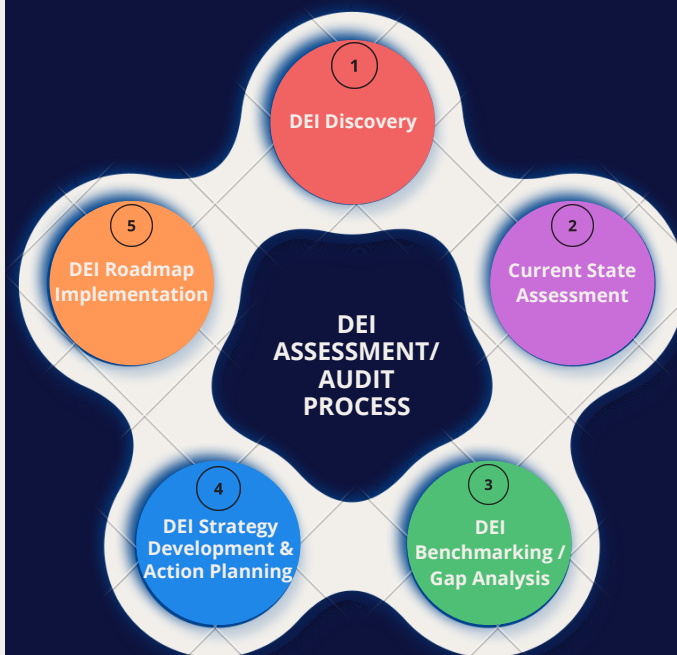 1
DEI Discovery
2
Current State
Assessment
3
DEI
Benchmarking /
Gap Analysis
4
DEI Strategy
Development &
Action Planning
5
DEI Roadmap
Implementation
DEI
ASSESSMENT/
AUDIT
PROCESS